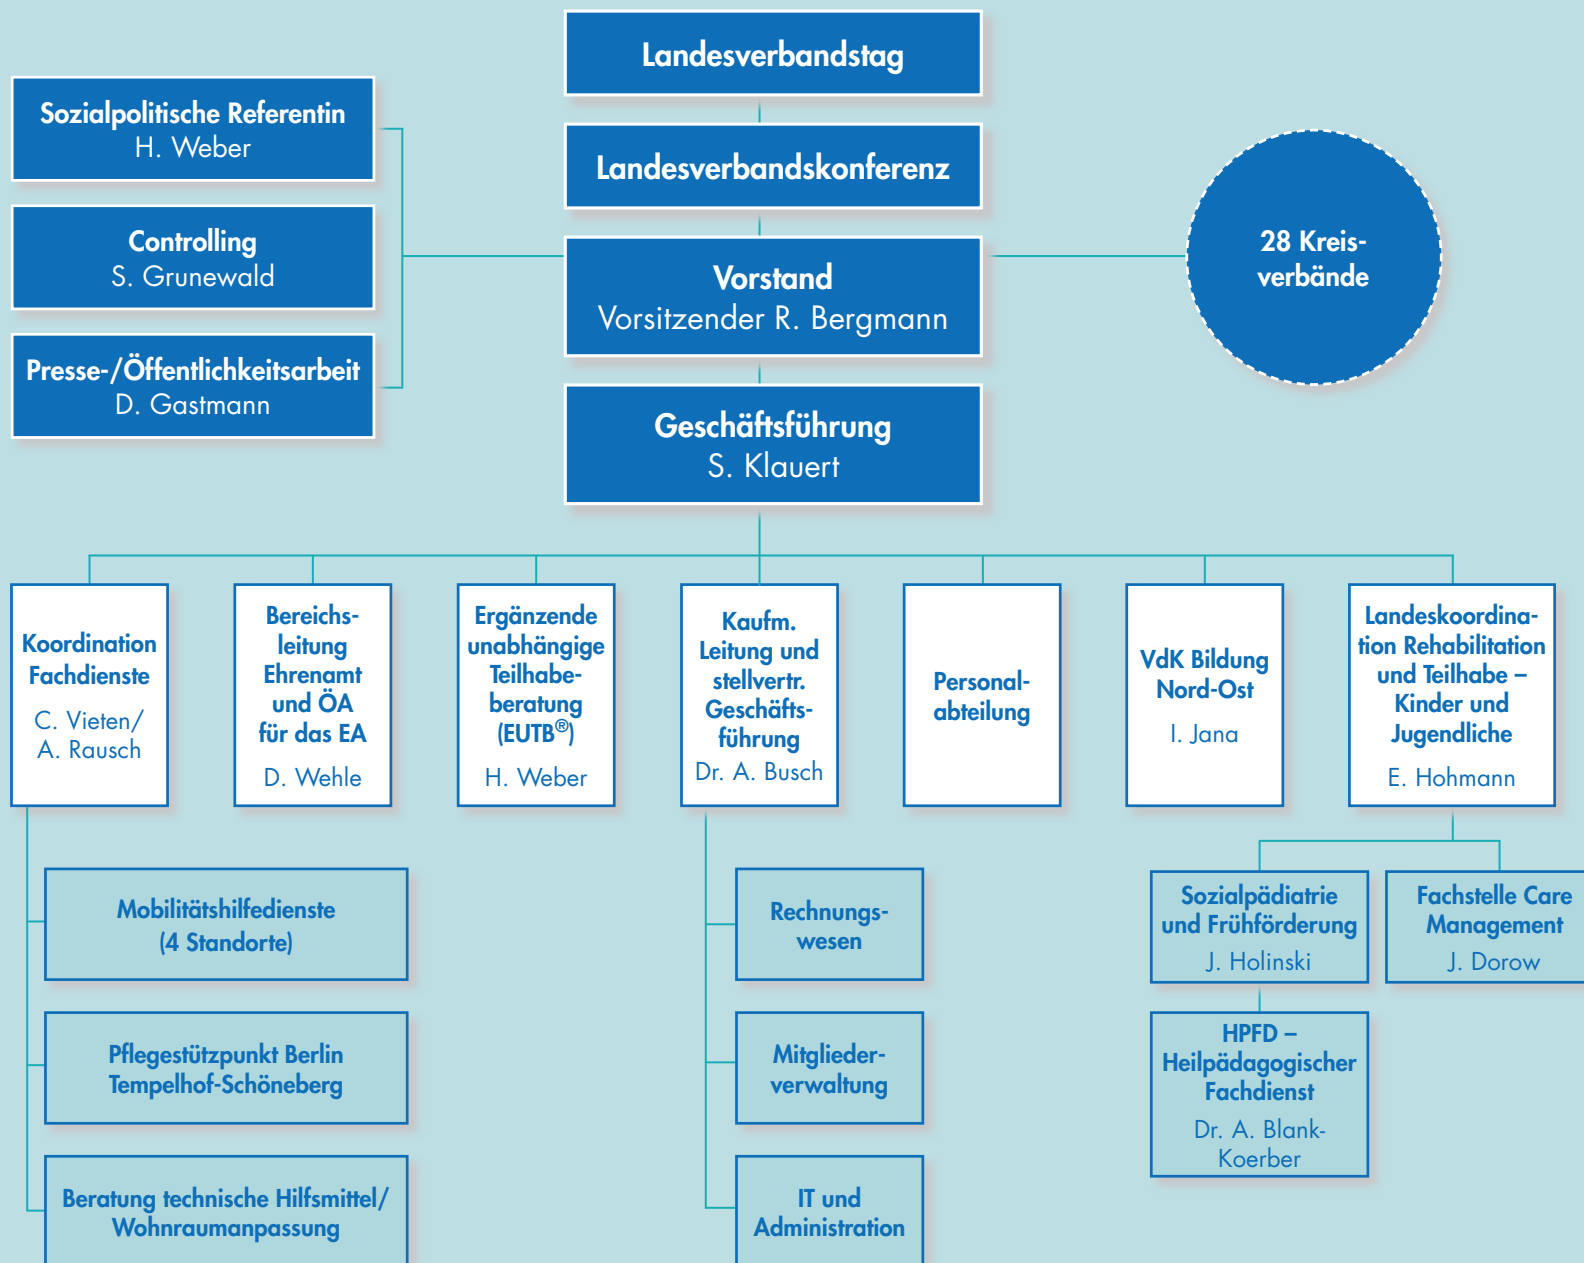 Landesverbandstag
Sozialpolitische Referentin
H. Weber
Landesverbandskonferenz
Controlling
S. Grunewald
Vorstand
Vorsitzender R. Bergmann
28 Kreis-
verbände
Presse-/Öffentlichkeitsarbeit
D. Gastmann
Geschäftsführung
S. Klauert
Koordination
Fachdienste
C. Vieten/
A. Rausch
Bereichs-
leitung
Ehrenamt
und ÖA
für das EA
D. Wehle
Ergänzende
unabhängige
Teilhabe-
beratung
(EUTB®)
H. Weber
Kaufm.
Leitung und
stellvertr.
Geschäfts-
führung
Dr. A. Busch
Personal-
abteilung
VdK Bildung
Nord-Ost
I. Jana
Landeskoordina-
tion Rehabilitation
und Teilhabe –
Kinder und
Jugendliche
E. Hohmann
Mobilitätshilfedienste
(4 Standorte)
Pflegestützpunkt Berlin
Tempelhof-Schöneberg
Beratung technische Hilfsmittel/
Wohnraumanpassung
Rechnungs-
wesen
Mitglieder-
verwaltung
IT und
Administration
Sozialpädiatrie
und Frühförderung
J. Holinski
Fachstelle Care
Management
J. Dorow
HPFD –
Heilpädagogischer
Fachdienst
Dr. A. Blank-
Koerber